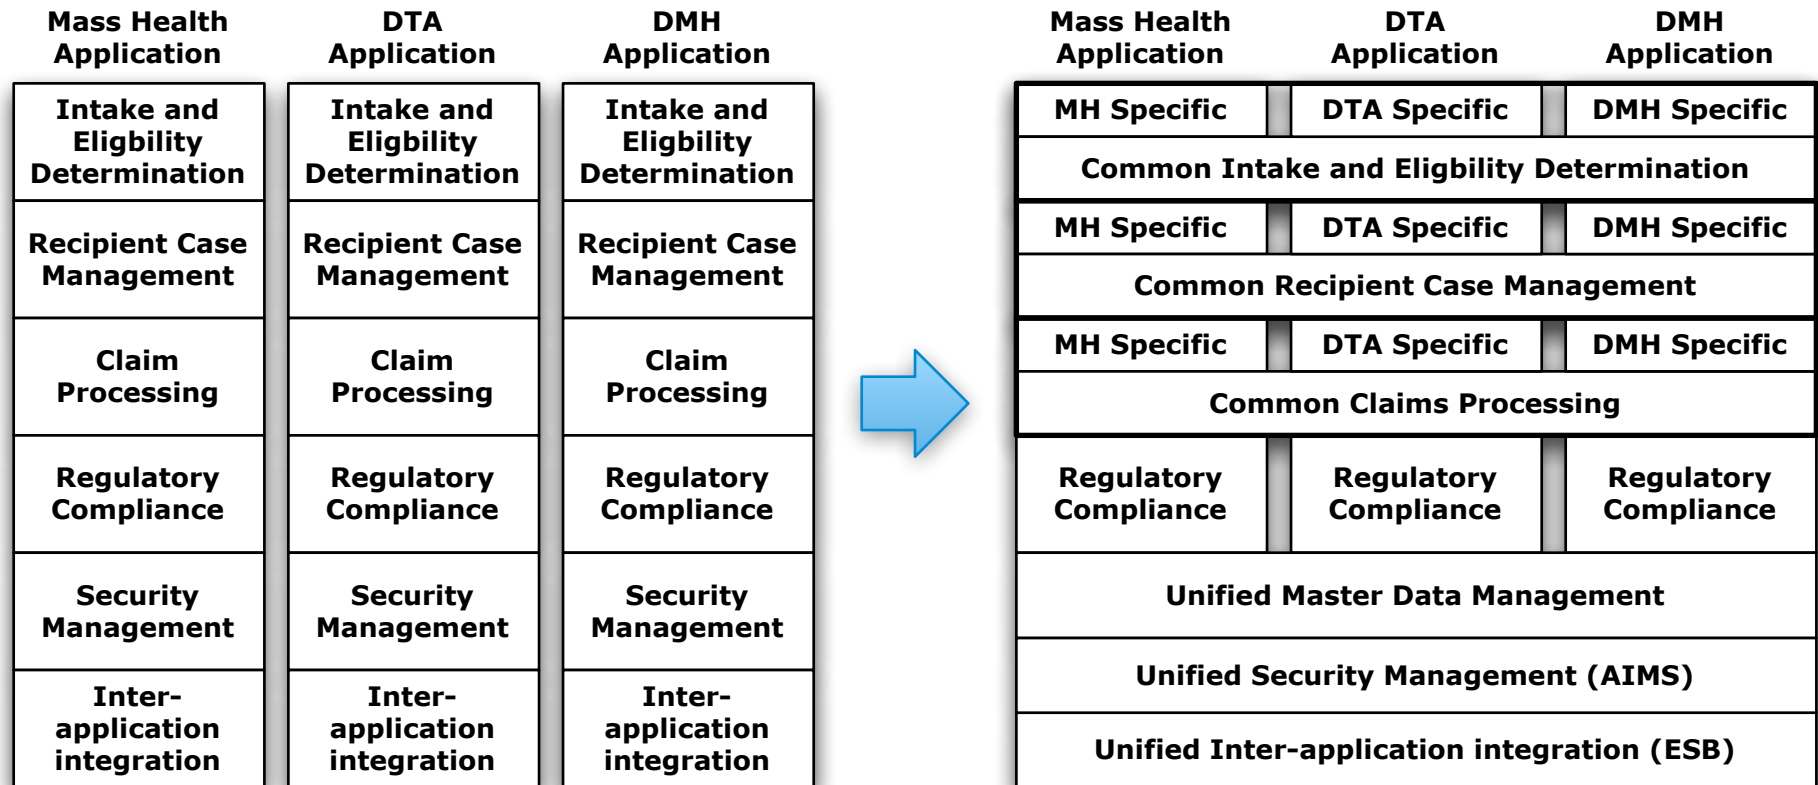 Mass Health
Application
DTA
Application
DMH
Application
Intake and
Eligbility
Determination
Intake and
Eligbility
Determination
Intake and
Eligbility
Determination
Recipient Case
Management
Recipient Case
Management
Recipient Case
Management
Claim
Processing
Claim
Processing
Claim
Processing
Regulatory
Compliance
Regulatory
Compliance
Regulatory
Compliance
Security
Management
Security
Management
Security
Management
Inter-
application
integration
Inter-
application
integration
Inter-
application
integration
Mass Health
Application
DTA
Application
DMH
Application
MH Specific
DTA Specific
DMH Specific
Common Intake and Eligbility Determination
MH Specific
DTA Specific
DMH Specific
Common Recipient Case Management
MH Specific
DTA Specific
DMH Specific
Common Claims Processing
Regulatory
Compliance
Regulatory
Compliance
Regulatory
Compliance
Unified Master Data Management
Unified Security Management (AIMS)
Unified Inter-application integration (ESB)